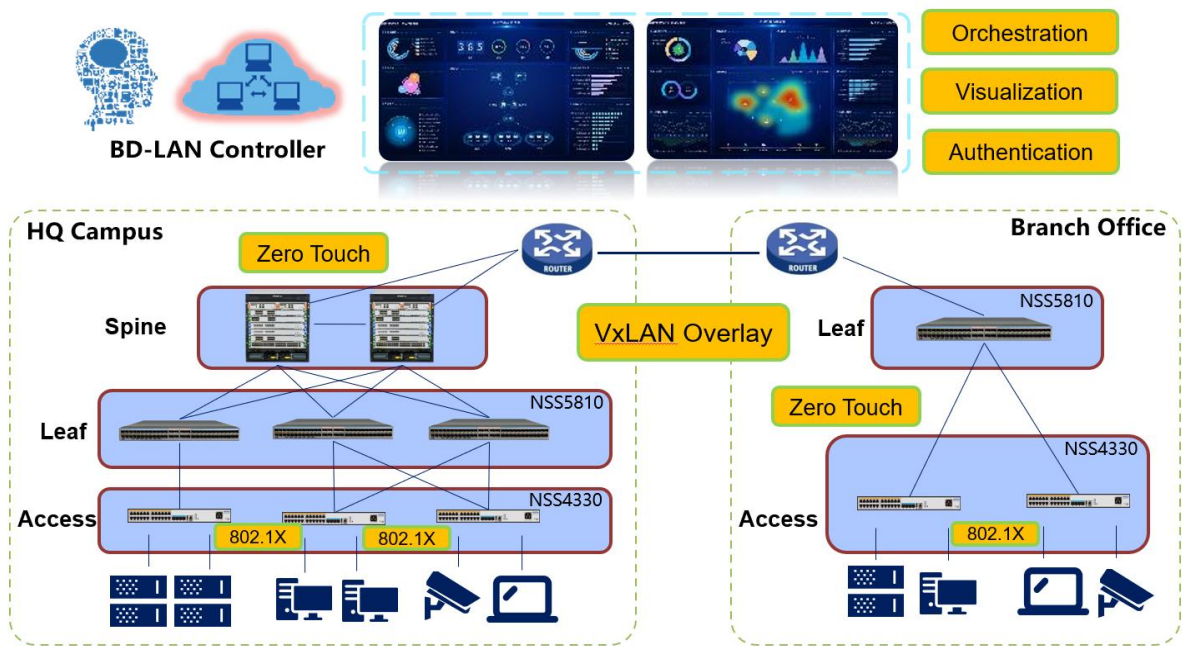 Orchestration
Visualization
Authentication
365
BD-LAN Controller
HQ Campus
Zero Touch
ROUTER
ROUTER
Branch Office
Spine
VxLAN Overlay
NSS5810
Leaf
Zero Touch
NSS5810
Leaf
NSS4330
NSS4330
Access
802.1X
802.1X
Access
802.1X